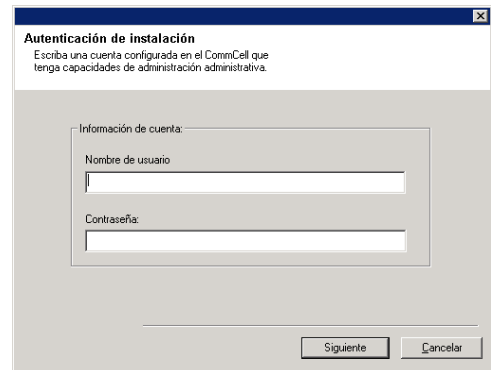 Autenticación de instalación
Escriba una cuenta configurada en el CommCell que
tenga capacidades de administración administrativa.
Información de cuenta:
Nombre de usuario
Contraseña:
Siguiente
Cancelar